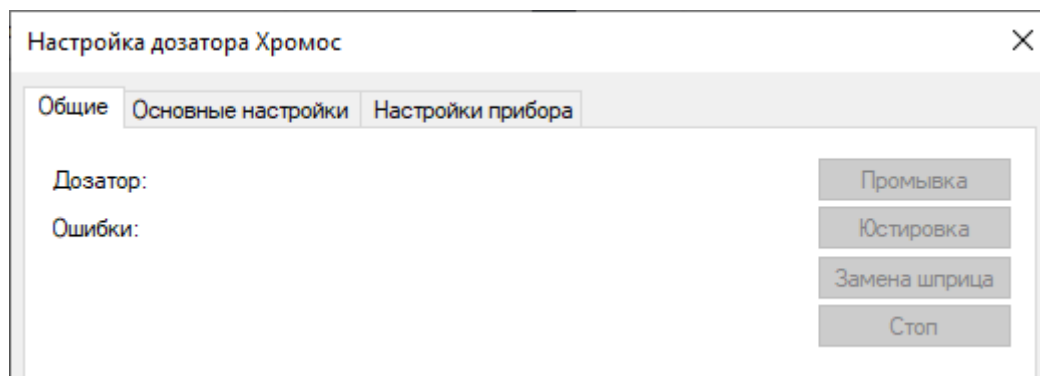 Настройка дозатора Хромос
Общие Основные настройки Настройки прибора
Дозатор: Промывка
Ошибки: Юстировка
Замена шприца
Стоп